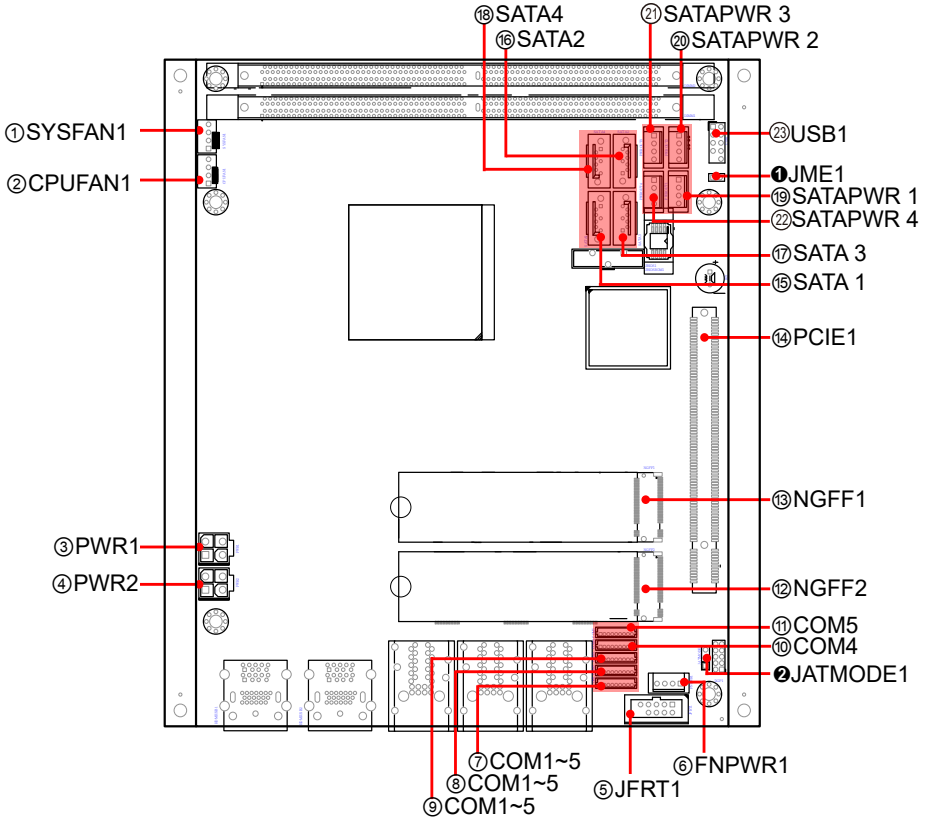 ⑱SATA4
㉑SATAPWR 3
⑯SATA2
⑳SATAPWR 2
①SYSFAN1
㉓USB1
②CPUFAN1
❶JME1
⑲SATAPWR 1
㉒SATAPWR 4
⑰SATA 3
⑮SATA 1
⑭PCIE1
⑬NGFF1
③PWR1
④PWR2
⑫NGFF2
⑪COM5
⑩COM4
❷JATMODE1
⑦COM1~5
⑥FNPWR1
⑧COM1~5
⑤JFRT1
⑨COM1~5